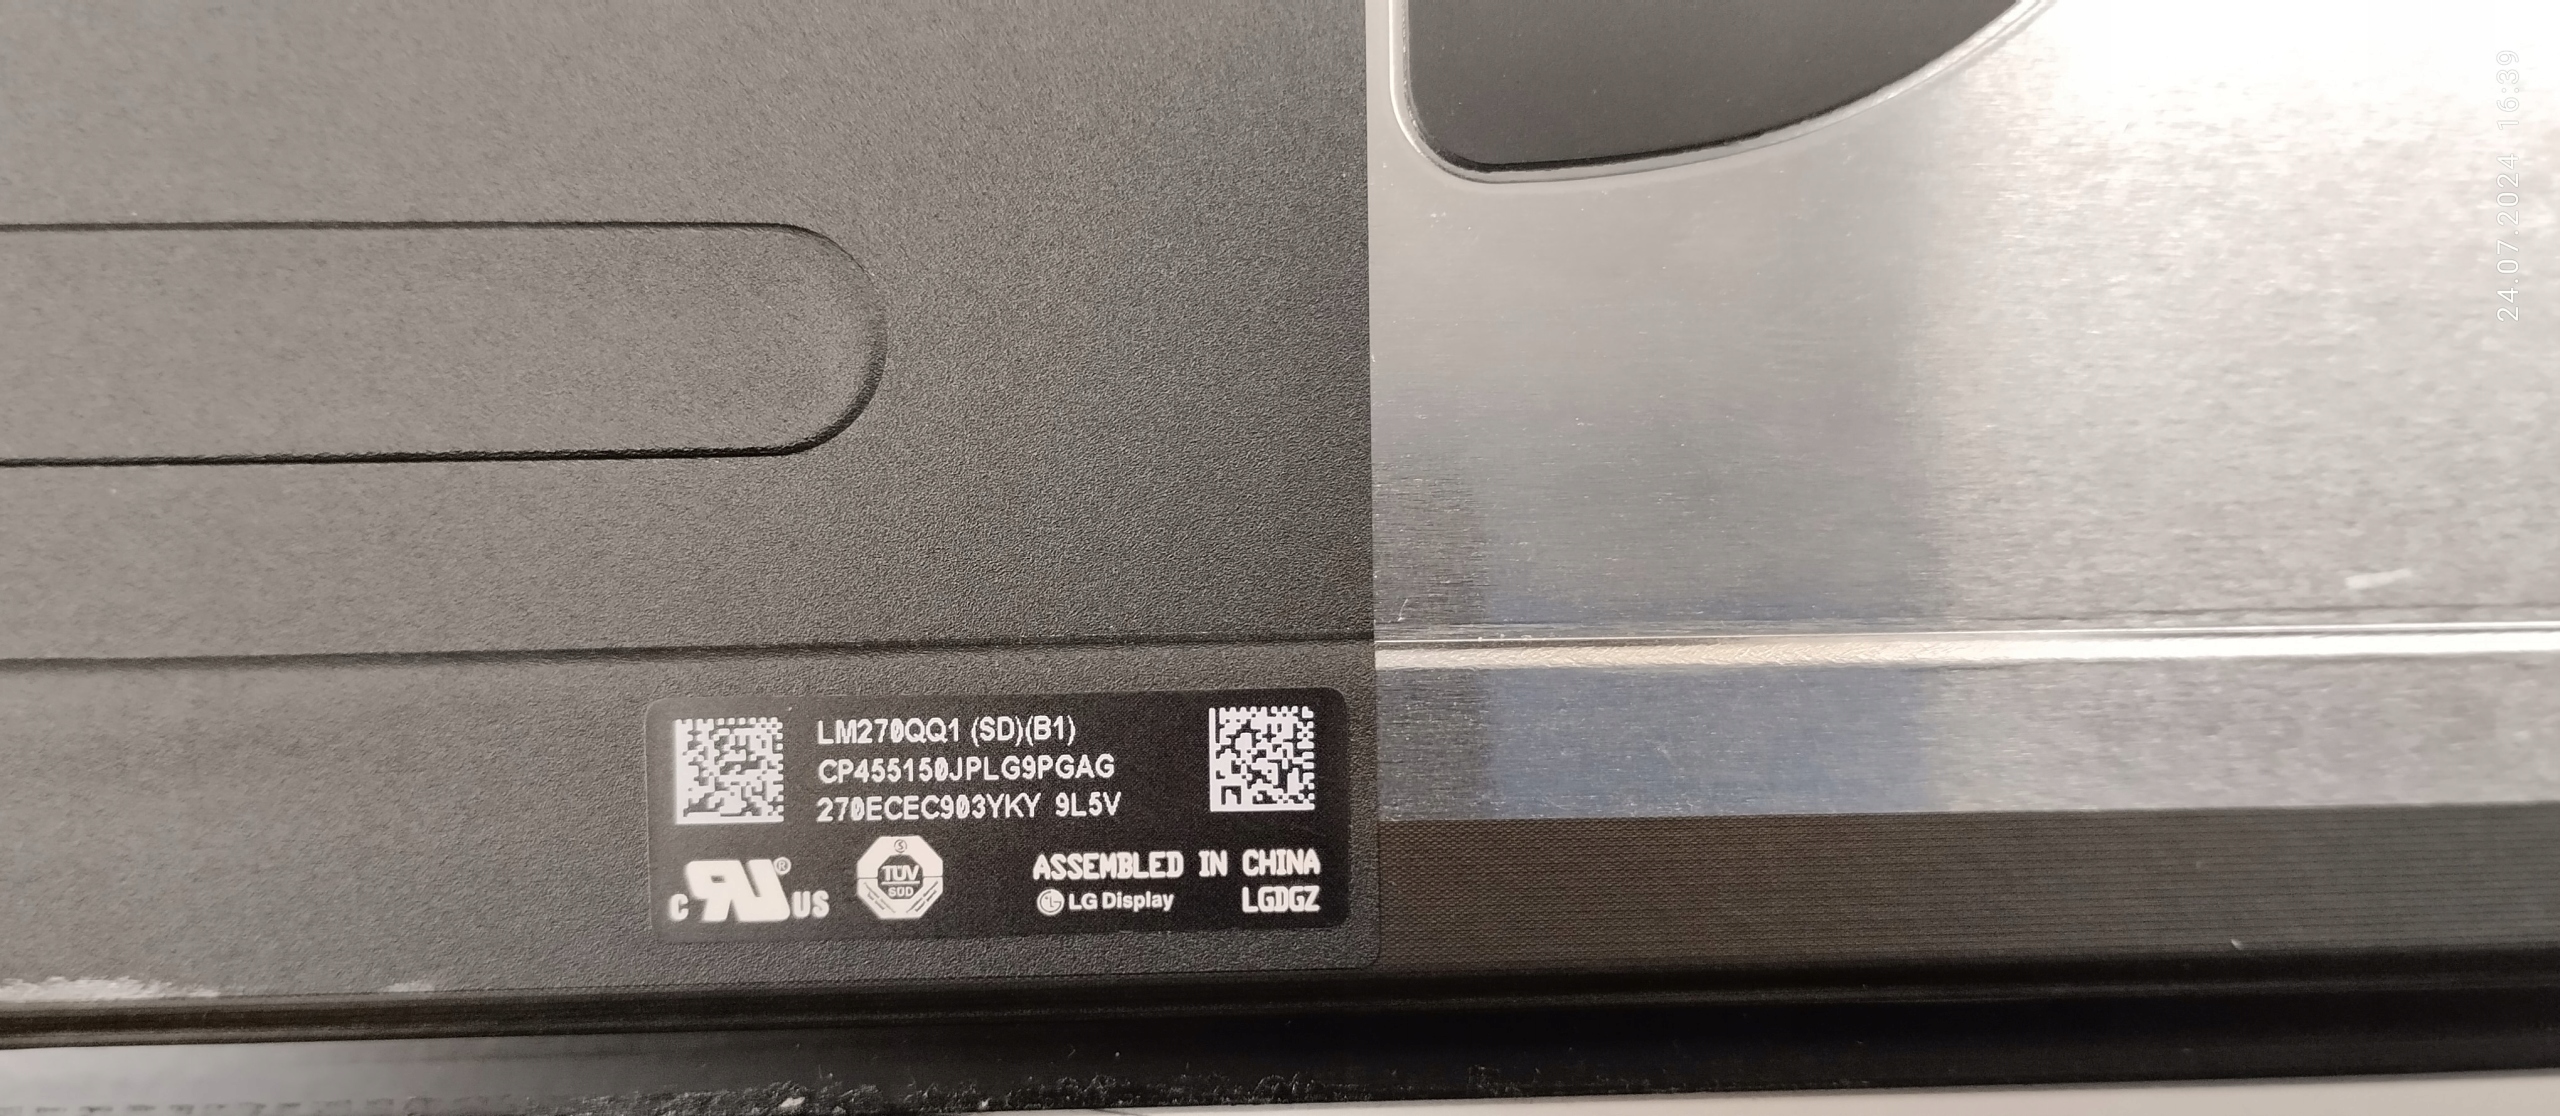 LM270QQ1 (SD)(B1)
CP455150JPLG9PGAG
270ECEC903YKY 9L5V
c RU® US
TÜV
SÜD
ASSEMBLED IN CHINA
LG Display
LGDGZ
24.07.2024 16:39